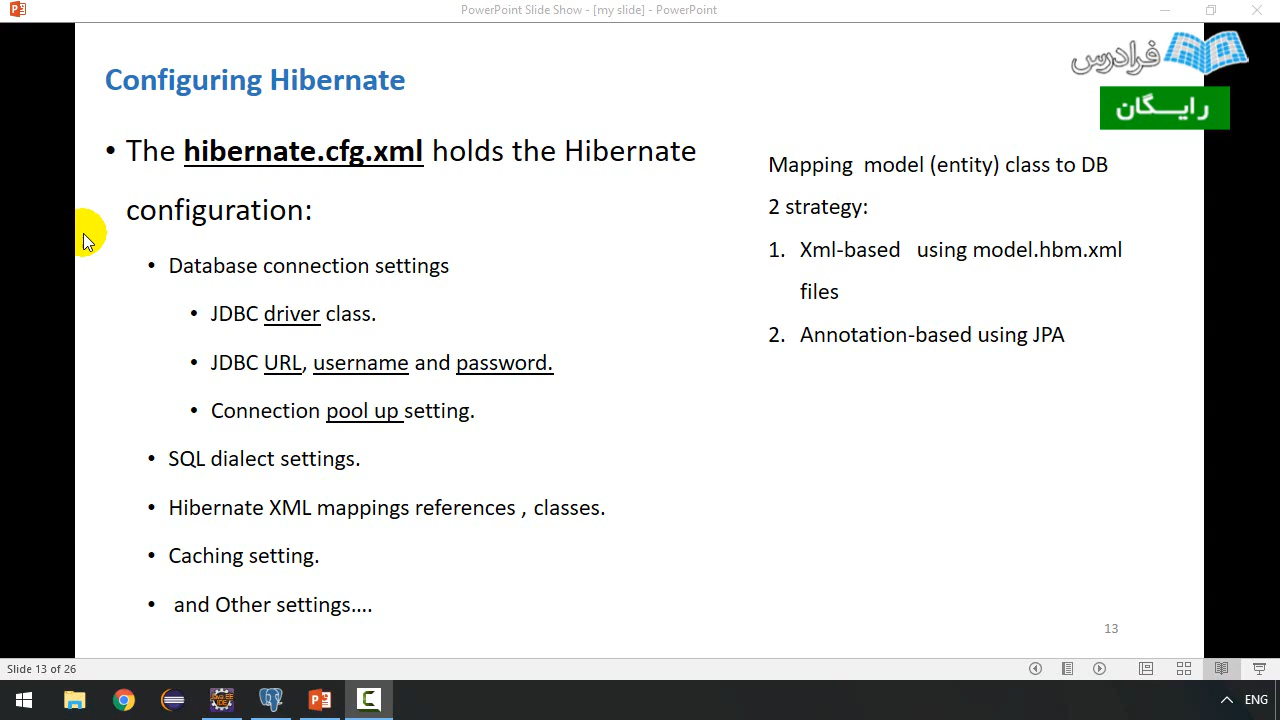 PowerPoint Slide Show - [my slide] - PowerPoint
فرادرس
رایگان
Configuring Hibernate
• The hibernate.cfg.xml holds the Hibernate
configuration:
• Database connection settings
• JDBC driver class.
• JDBC URL, username and password.
• Connection pool up setting.
• SQL dialect settings.
• Hibernate XML mappings references , classes.
• Caching setting.
• and Other settings....
Mapping model (entity) class to DB
2 strategy:
1. Xml-based using model.hbm.xml
files
2. Annotation-based using JPA
13
Slide 13 of 26
ENG